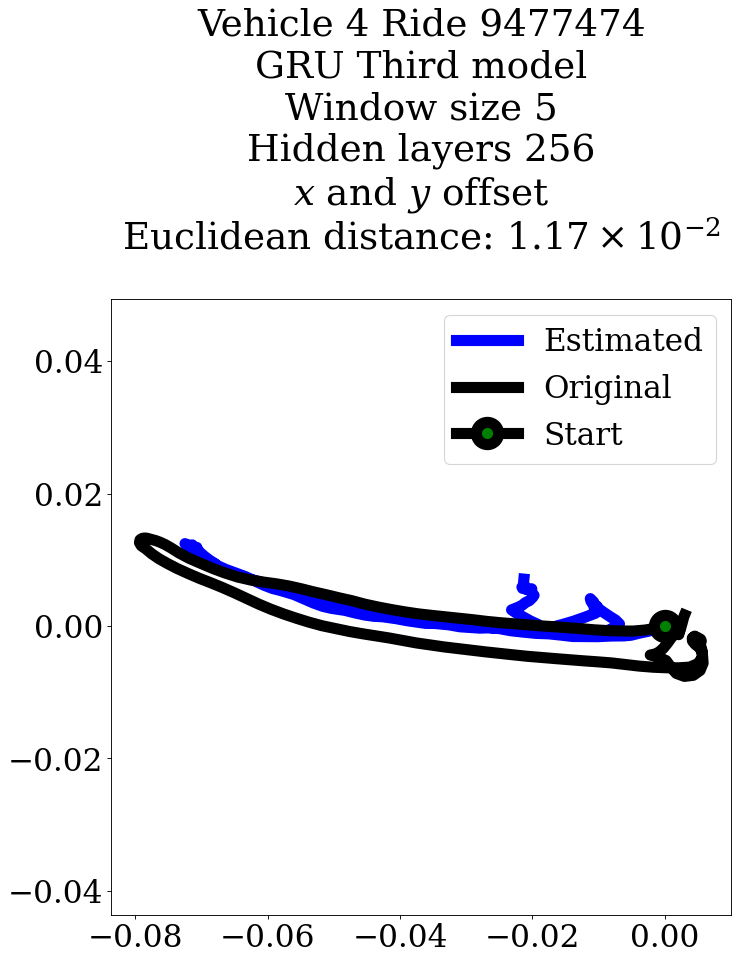 Vehicle 4 Ride 9477474
GRU Third model
Window size 5
Hidden layers 256
x and y offset
Euclidean distance: 1.17 × 10⁻²
Estimated
Original
Start
0.04
0.02
0.00
−0.02
−0.04
−0.08
−0.06
−0.04
−0.02
0.00